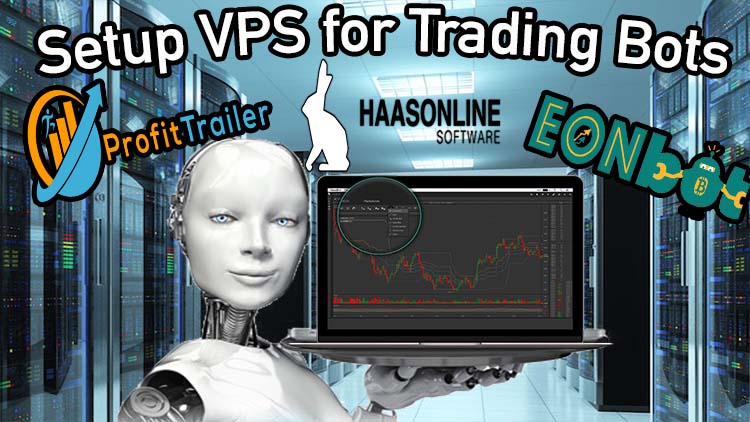 Setup VPS for Trading Bots
ProfitTrailer
HAASONLINE
SOFTWARE
EONbot
B